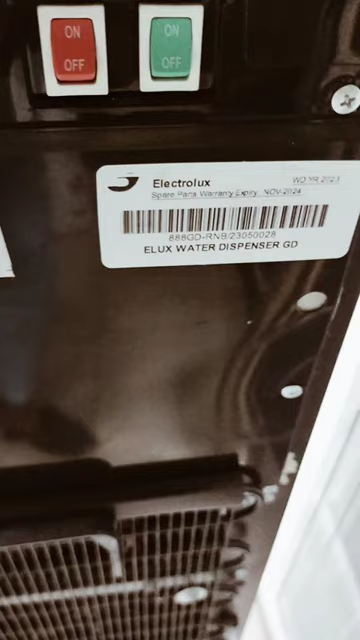 ON ON
OFF OFF
Electrolux WD YR 2023
Spare Parts Warranty Expiry: NOV-2024
888GD-RNB/23050028
ELUX WATER DISPENSER GD